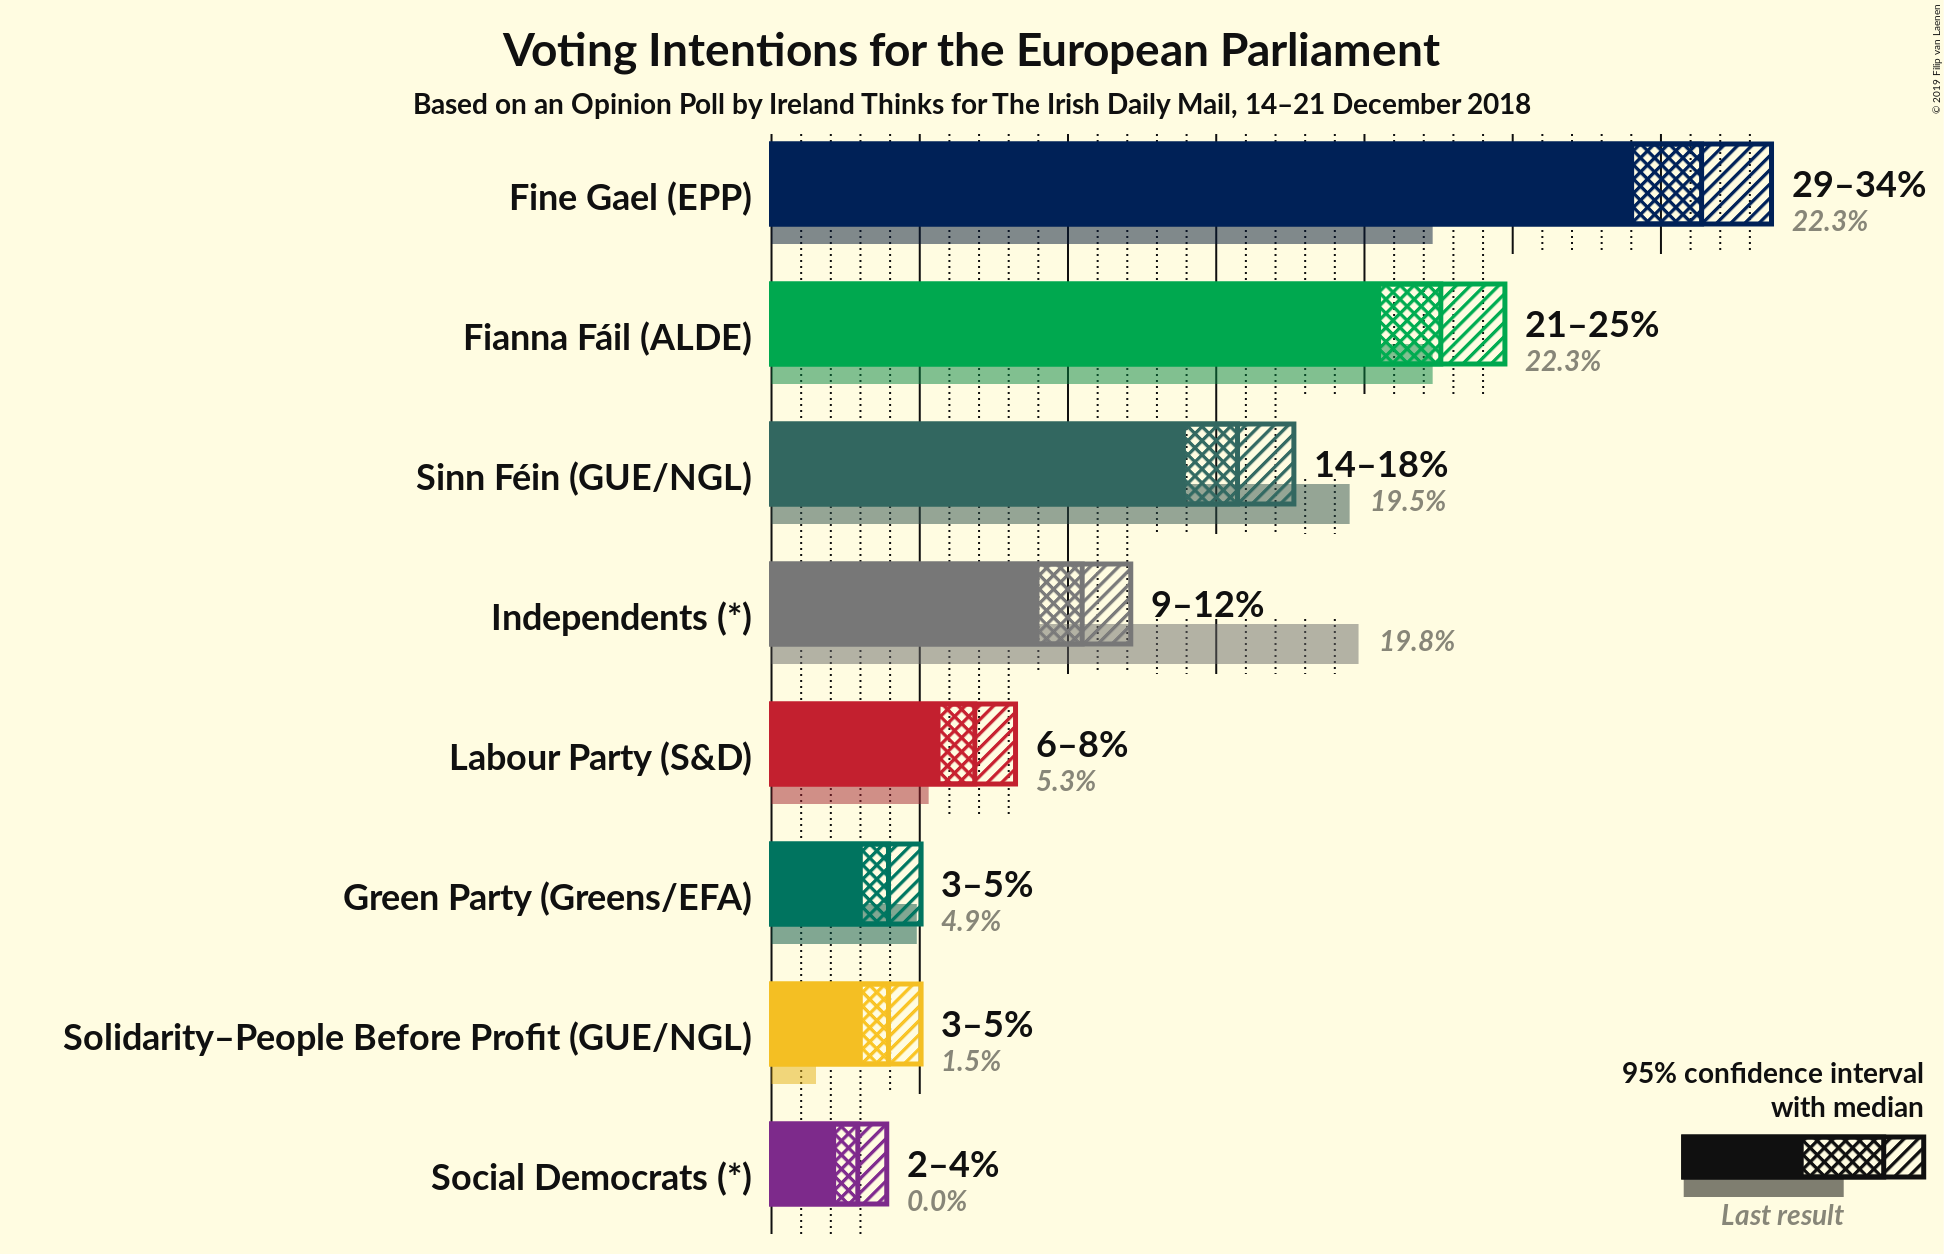 Voting Intentions for the European Parliament
Based on an Opinion Poll by Ireland Thinks for The Irish Daily Mail, 14–21 December 2018
© 2019 Filip van Laenen
Fine Gael (EPP)
29–34%
22.3%
Fianna Fáil (ALDE)
21–25%
22.3%
Sinn Féin (GUE/NGL)
14–18%
19.5%
Independents (*)
9–12%
19.8%
Labour Party (S&D)
6–8%
5.3%
Green Party (Greens/EFA)
3–5%
4.9%
Solidarity–People Before Profit (GUE/NGL)
3–5%
1.5%
Social Democrats (*)
2–4%
0.0%
95% confidence interval
with median
Last result